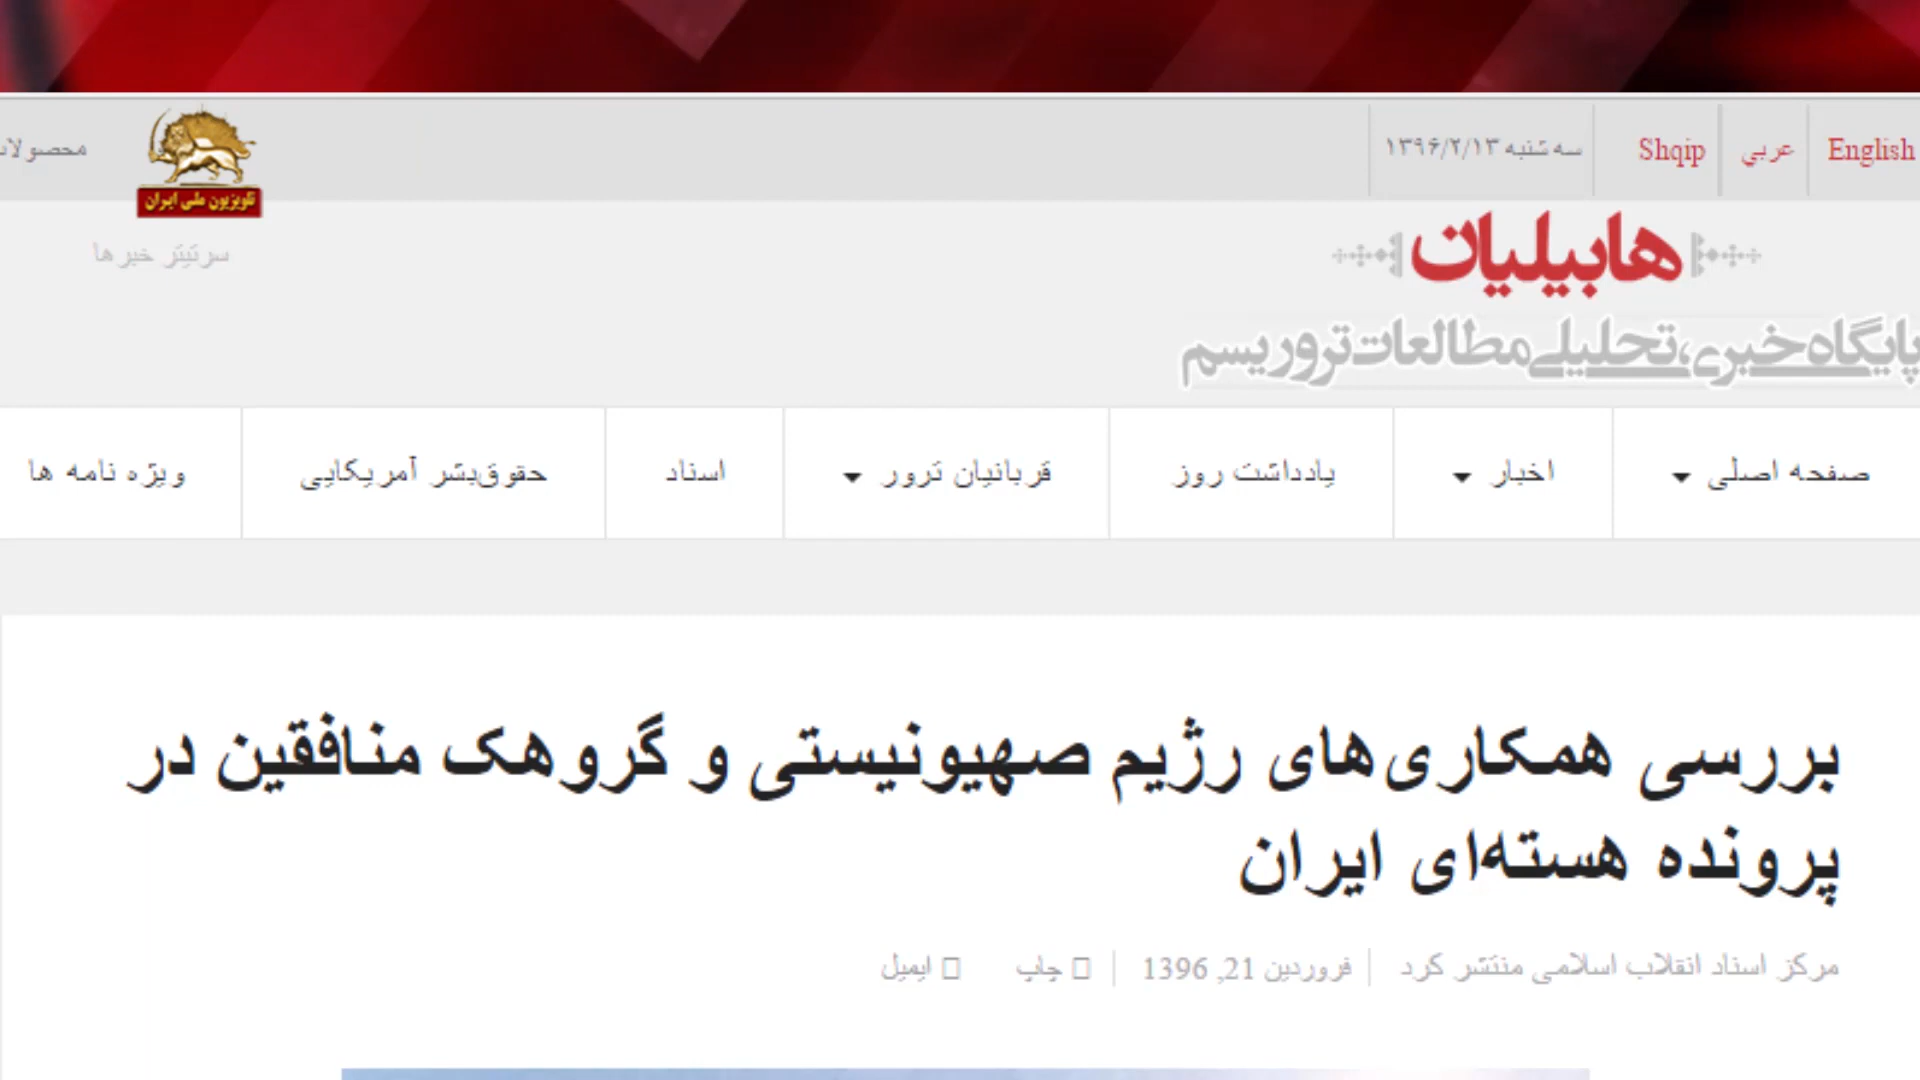 English
عربي
Shqip
سه شنبه ۱۳۹۶/۲/۱۳
تلویزیون ملی ایران
هابیلیان
سرتیتر خبرها
پایگاه خبری، تحلیلی مطالعات تروریسم
صفحه اصلی
اخبار
یادداشت روز
قربانیان ترور
اسناد
حقوق‌بشر آمریکایی
ویژه نامه ها
بررسی همکاری‌های رژیم صهیونیستی و گروهک منافقین در
پرونده هسته‌ای ایران
مرکز اسناد انقلاب اسلامی منتشر کرد | فروردین 21, 1396 | چاپ ایمیل